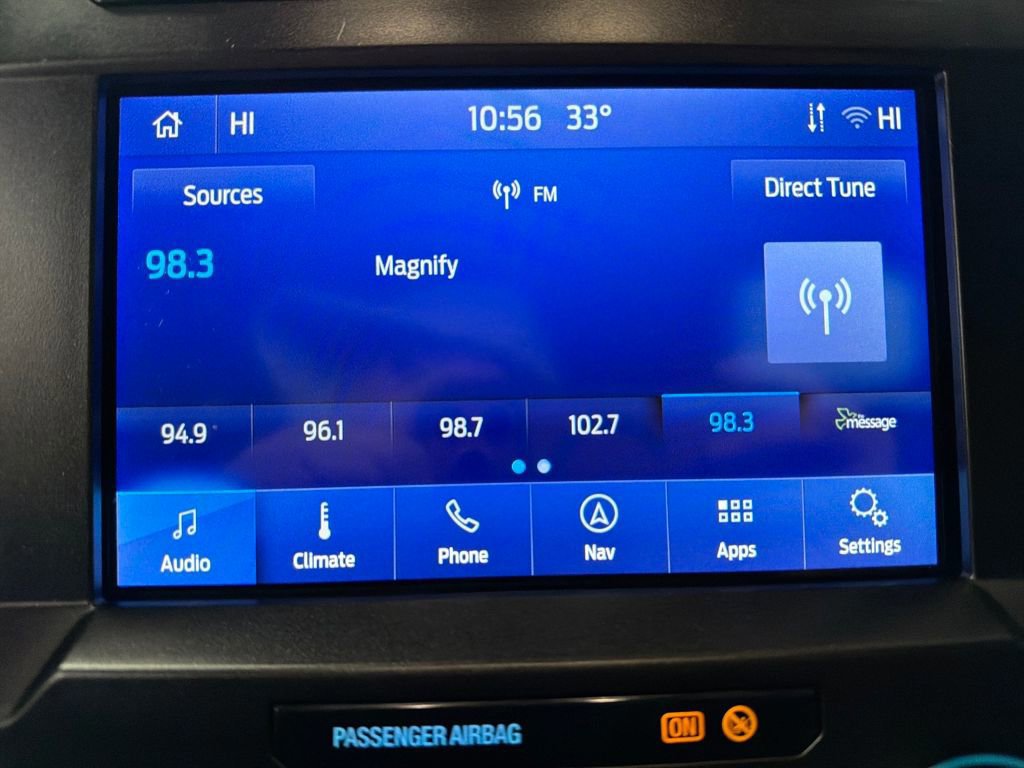 HI 10:56 33° HI
Sources FM Direct Tune
98.3 Magnify
94.9 96.1 98.7 102.7 98.3 the message
Audio Climate Phone Nav Apps Settings
PASSENGER AIRBAG ON